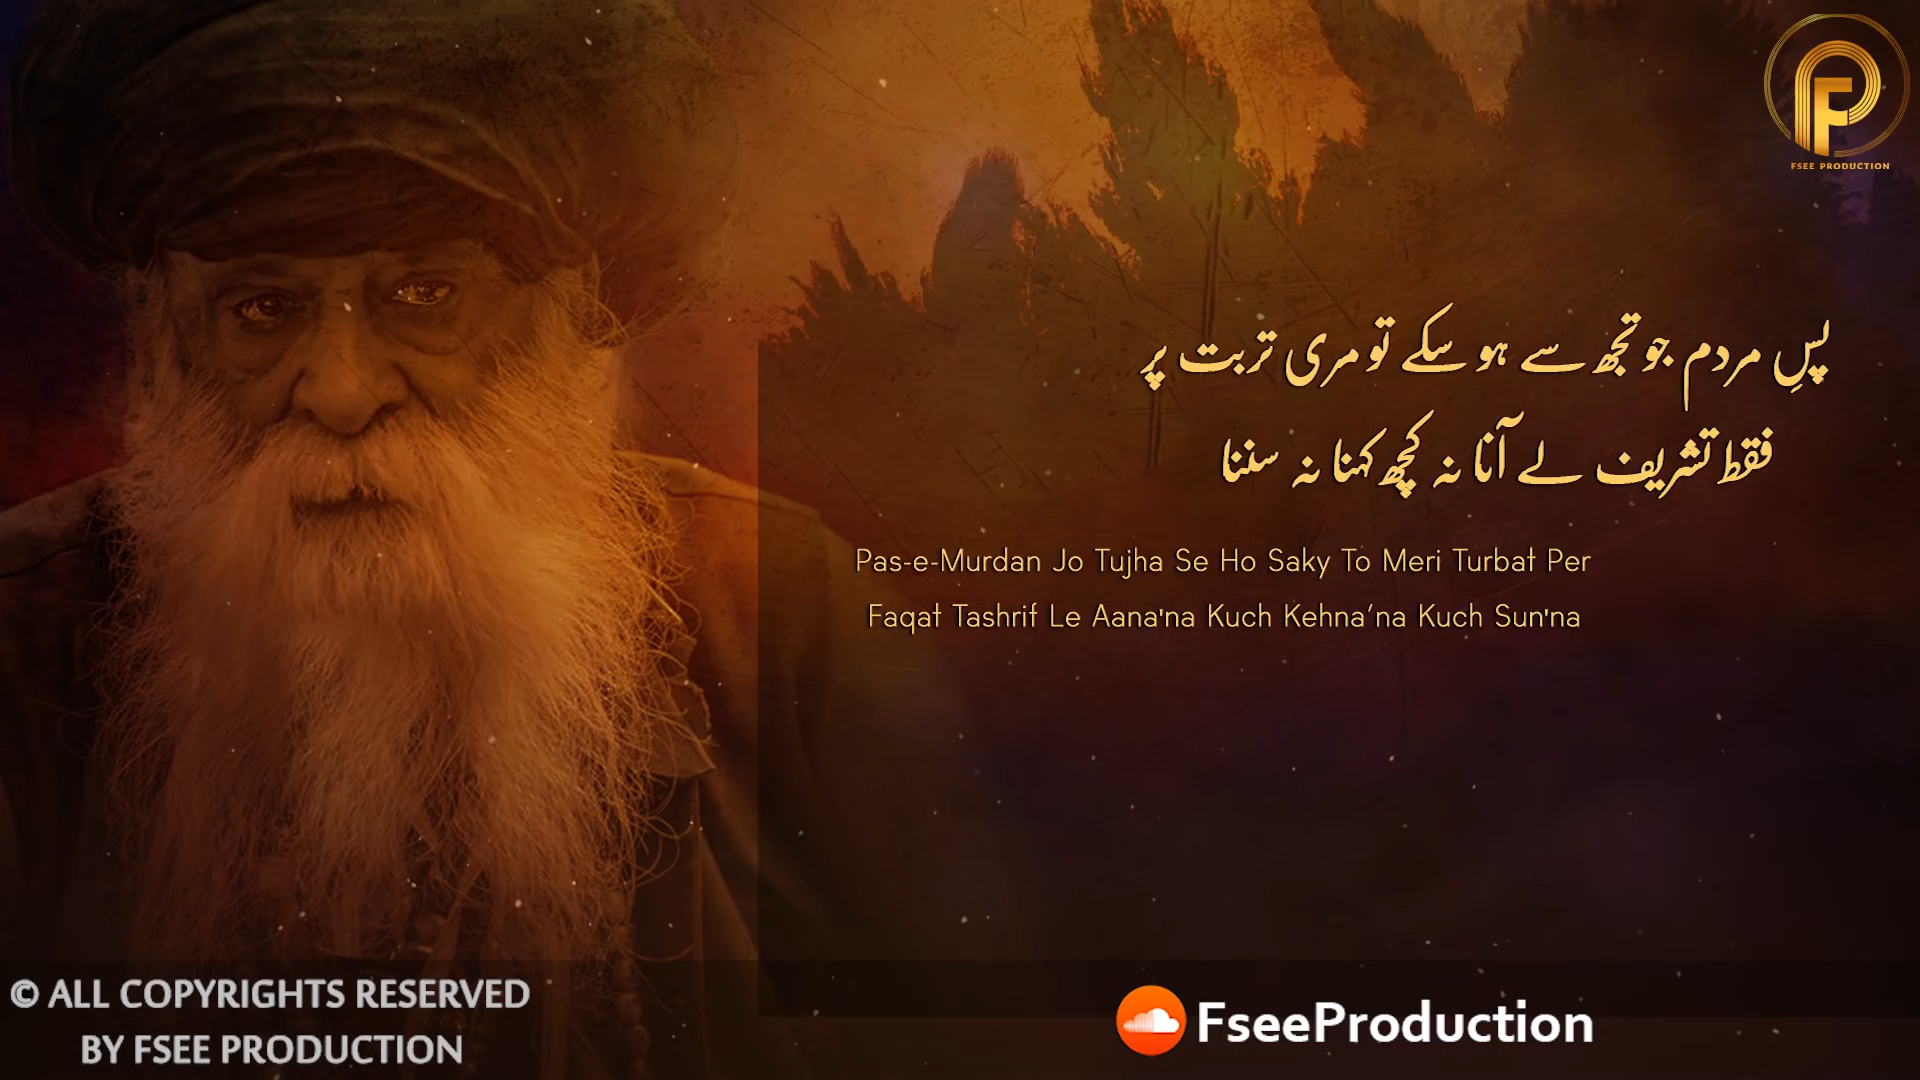 FSEE PRODUCTION
پسِ مردم جو تجھ سے ہو سکے تو مری تربت پر
فقط تشریف لے آنا نہ کچھ کہنا نہ سننا
Pas-e-Murdan Jo Tujha Se Ho Saky To Meri Turbat Per
Faqat Tashrif Le Aana'na Kuch Kehna’na Kuch Sun'na
© ALL COPYRIGHTS RESERVED
BY FSEE PRODUCTION
FseeProduction